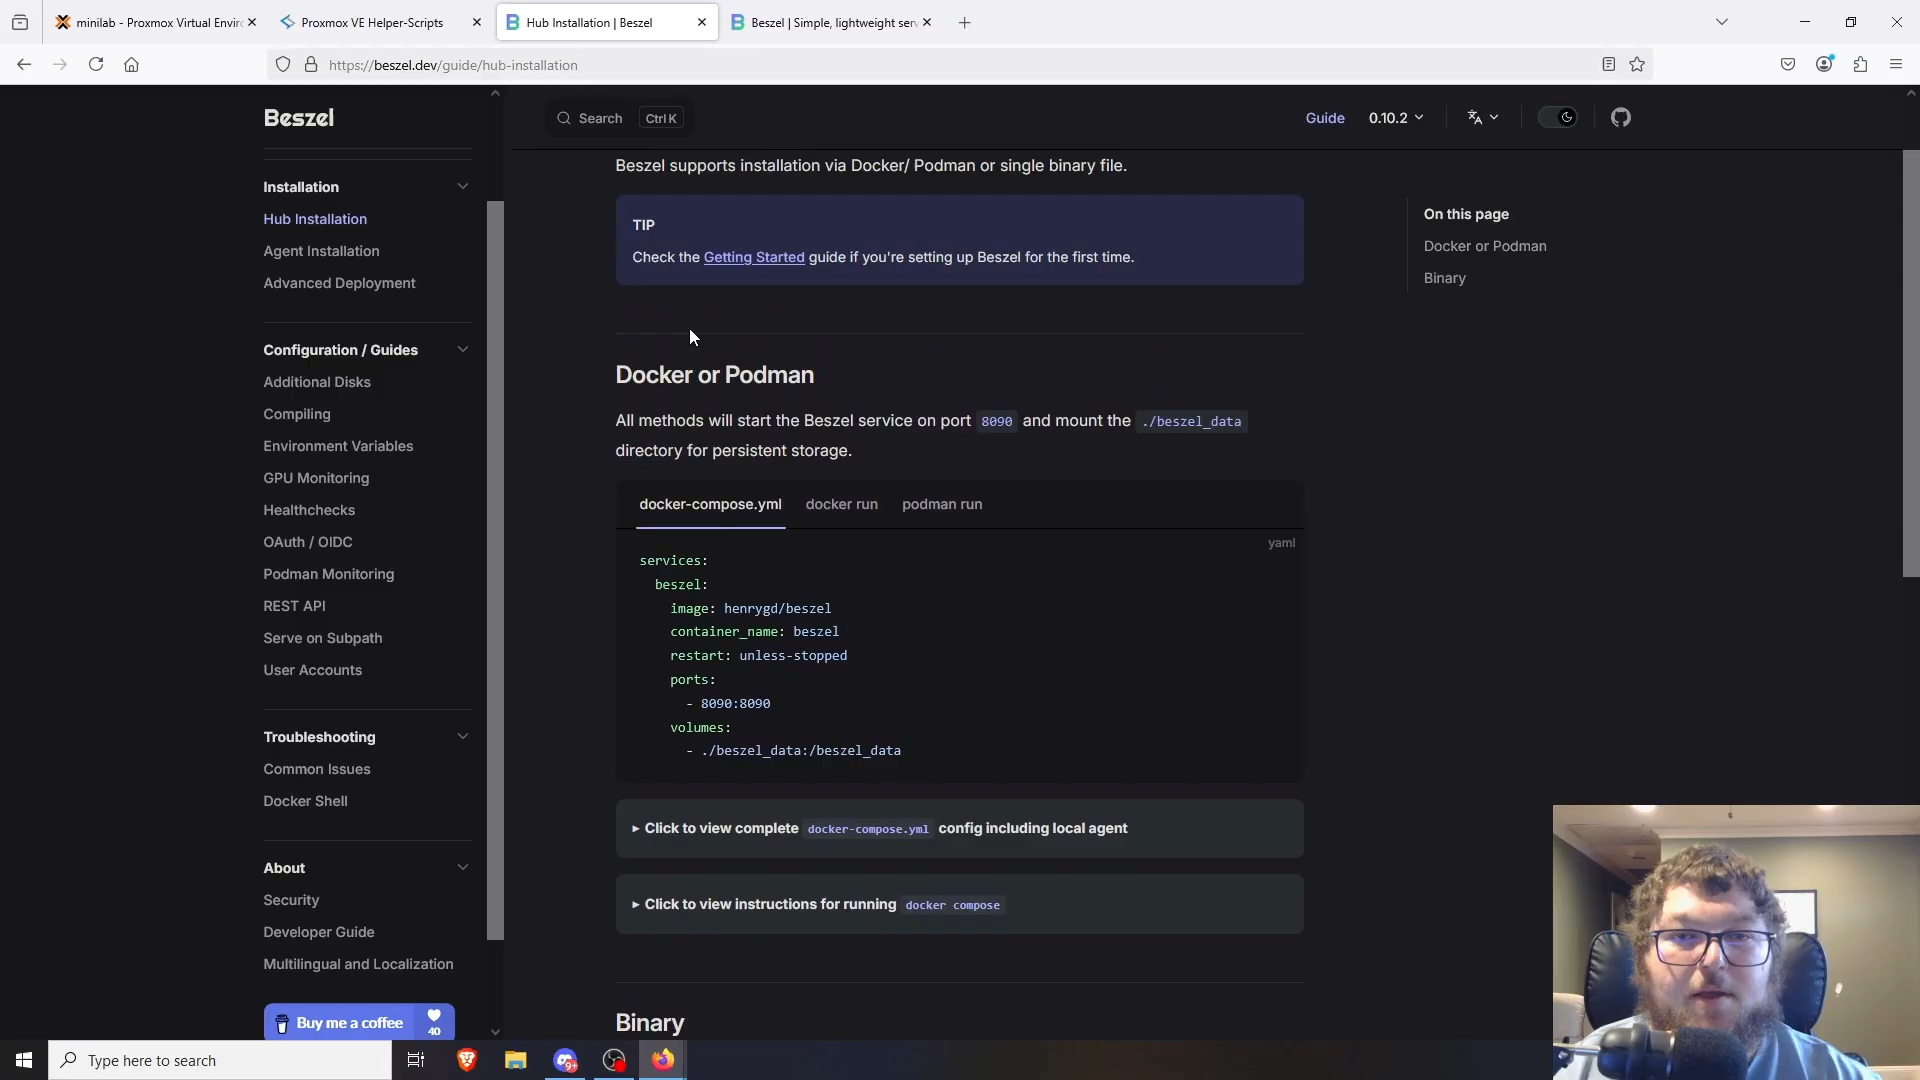 minilab - Proxmox Virtual Envir
Proxmox VE Helper-Scripts
Hub Installation | Beszel
Beszel | Simple, lightweight serv
https://beszel.dev/guide/hub-installation
Beszel
Search
Ctrl K
Guide
0.10.2
Installation
Hub Installation
Agent Installation
Advanced Deployment
Configuration / Guides
Additional Disks
Compiling
Environment Variables
GPU Monitoring
Healthchecks
OAuth / OIDC
Podman Monitoring
REST API
Serve on Subpath
User Accounts
Troubleshooting
Common Issues
Docker Shell
About
Security
Developer Guide
Multilingual and Localization
Buy me a coffee
40
Beszel supports installation via Docker/ Podman or single binary file.
TIP
Check the Getting Started guide if you're setting up Beszel for the first time.
Docker or Podman
All methods will start the Beszel service on port 8090 and mount the ./beszel_data
directory for persistent storage.
docker-compose.yml
docker run
podman run
yaml
services:
beszel:
image: henrygd/beszel
container_name: beszel
restart: unless-stopped
ports:
- 8090:8090
volumes:
- ./beszel_data:/beszel_data
Click to view complete docker-compose.yml config including local agent
Click to view instructions for running docker compose
Binary
On this page
Docker or Podman
Binary
Type here to search
9+